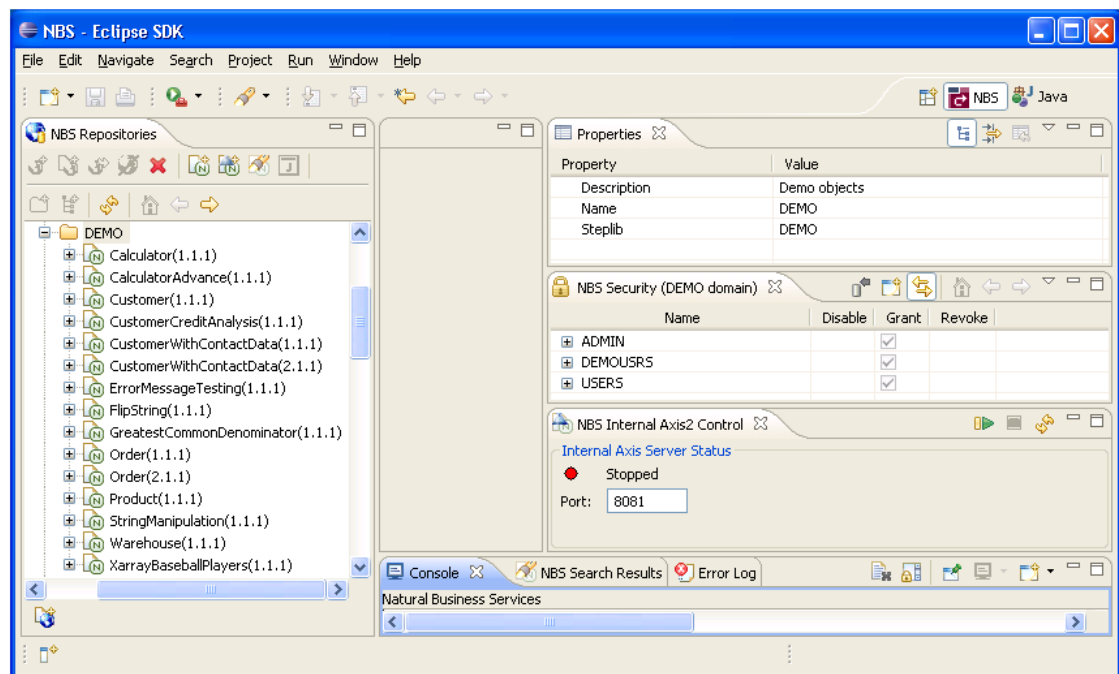 NBS - Eclipse SDK
File Edit Navigate Search Project Run Window Help
NBS Java
NBS Repositories
DEMO
Calculator(1.1.1)
CalculatorAdvance(1.1.1)
Customer(1.1.1)
CustomerCreditAnalysis(1.1.1)
CustomerWithContactData(1.1.1)
CustomerWithContactData(2.1.1)
ErrorMessageTesting(1.1.1)
FlipString(1.1.1)
GreatestCommonDenominator(1.1.1)
Order(1.1.1)
Order(2.1.1)
Product(1.1.1)
StringManipulation(1.1.1)
Warehouse(1.1.1)
XarrayBaseballPlayers(1.1.1)
Properties
Property Value
Description Demo objects
Name DEMO
Steplib DEMO
NBS Security (DEMO domain)
Name Disable Grant Revoke
ADMIN
DEMOUSRS
USERS
NBS Internal Axis2 Control
Internal Axis Server Status
Stopped
Port: 8081
Console NBS Search Results Error Log
Natural Business Services